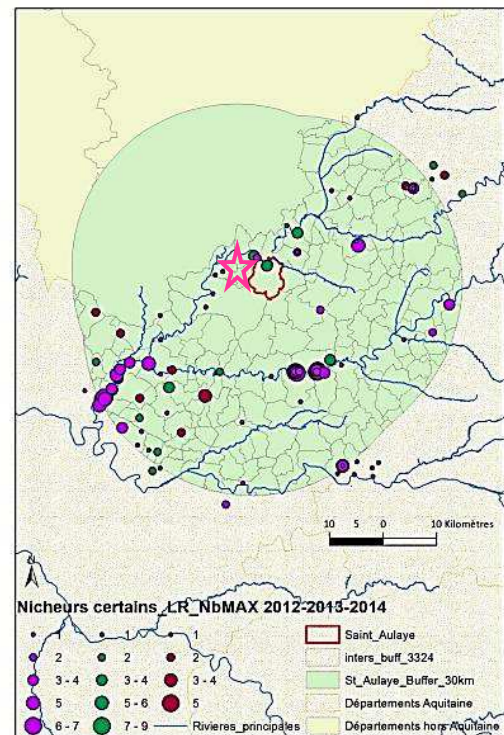 10 5 0 10 Kilomètres
N
Nicheurs certains_LR_NbMAX 2012-2013-2014
1 1 1 Saint_Aulaye
2 2 2 inters_buff_3324
3 - 4 3 - 4 3 - 4 St_Aulaye_Buffer_30km
5 5 - 6 5 Départements Aquitaine
6 - 7 7 - 9 Rivieres_principales Départements hors Aquitaine